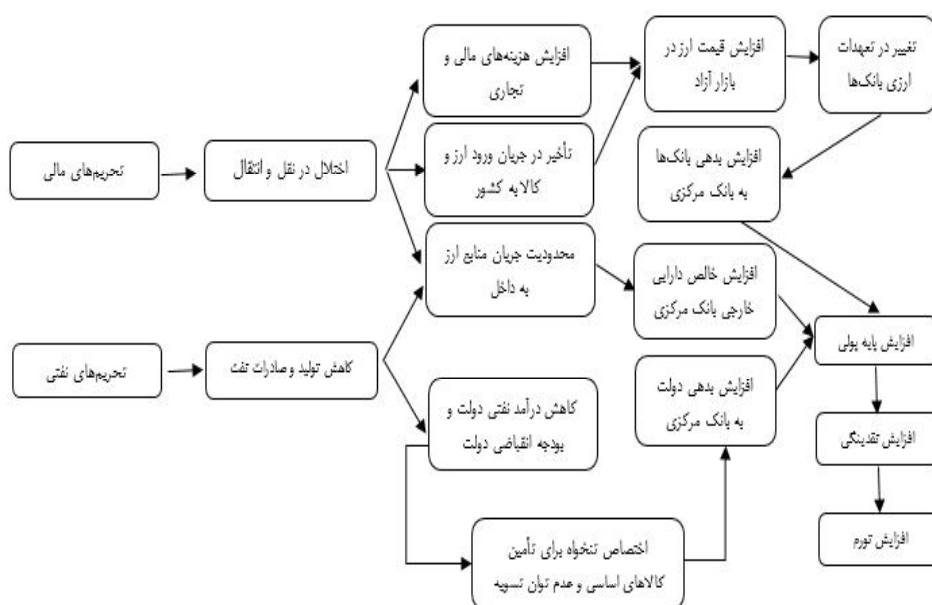 تحریم‌های مالی
اختلال در نقل و انتقال
افزایش هزینه‌های مالی و
تجاری
تأخیر در جریان ورود ارز و
کالا به کشور
محدودیت جریان منابع ارز
به داخل
افزایش قیمت ارز در
بازار آزاد
تغییر در تعهدات
ارزی بانک‌ها
افزایش بدهی بانک‌ها
به بانک مرکزی
افزایش خالص دارایی
خارجی بانک مرکزی
تحریم‌های نفتی
کاهش تولید و صادرات نفت
کاهش درآمد نفتی دولت و
بودجه انقباضی دولت
اختصاص تنخواه برای تأمین
کالاهای اساسی و عدم توان تسویه
افزایش بدهی دولت
به بانک مرکزی
افزایش پایه پولی
افزایش نقدینگی
افزایش تورم